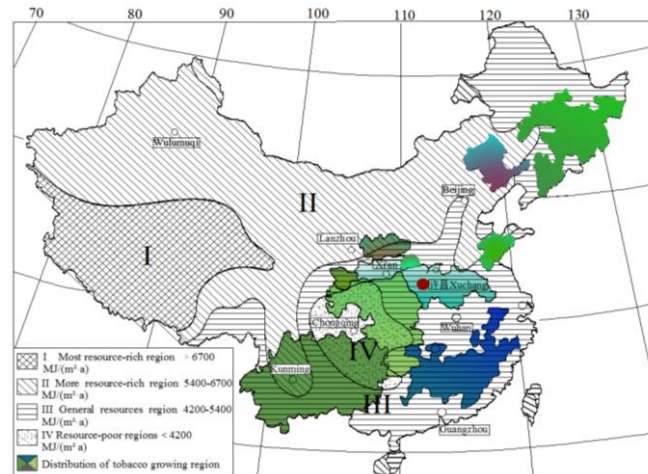 80
90
100
110
120
130
Wulumuqi
II
Beijing
I
Lanzhou
Xi'an
许昌 Xuchang
Chongqing
Wuhan
IV
Kunming
III
Guangzhou
I Most resource-rich region > 6700
MJ/(m² a)
II More resource-rich region 5400-6700
MJ/(m² a)
III General resources region 4200-5400
MJ/(m² a)
IV Resource-poor regions < 4200
MJ/(m² a)
Distribution of tobacco growing region